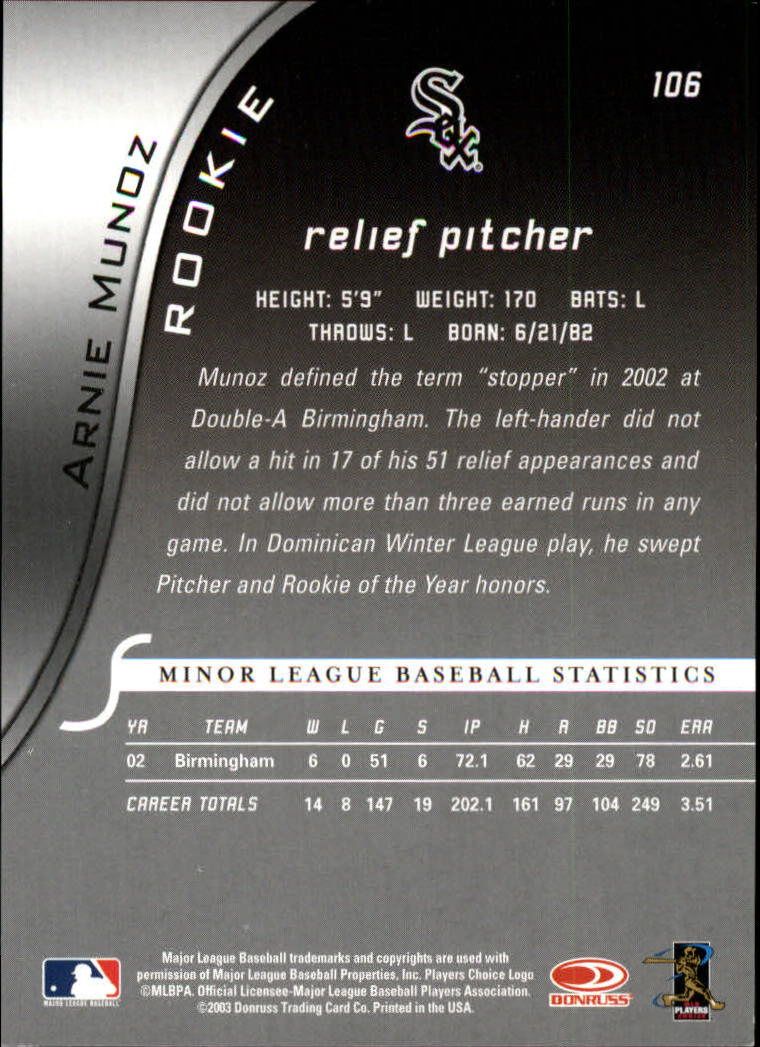 106
Sox
ROOKIE
ARNIE MUNOZ
relief pitcher
HEIGHT: 5'9" WEIGHT: 170 BATS: L
THROWS: L BORN: 6/21/82
Munoz defined the term "stopper" in 2002 at
Double-A Birmingham. The left-hander did not
allow a hit in 17 of his 51 relief appearances and
did not allow more than three earned runs in any
game. In Dominican Winter League play, he swept
Pitcher and Rookie of the Year honors.
MINOR LEAGUE BASEBALL STATISTICS
YR TEAM W L G S IP H R BB SO ERA
02 Birmingham 6 0 51 6 72.1 62 29 29 78 2.61
CAREER TOTALS 14 8 147 19 202.1 161 97 104 249 3.51
Major League Baseball trademarks and copyrights are used with
permission of Major League Baseball Properties, Inc. Players Choice Logo
©MLBPA. Official Licensee-Major League Baseball Players Association.
©2003 Donruss Trading Card Co. Printed in the USA.
MAJOR LEAGUE BASEBALL
DONRUSS
PLAYERS
CHOICE